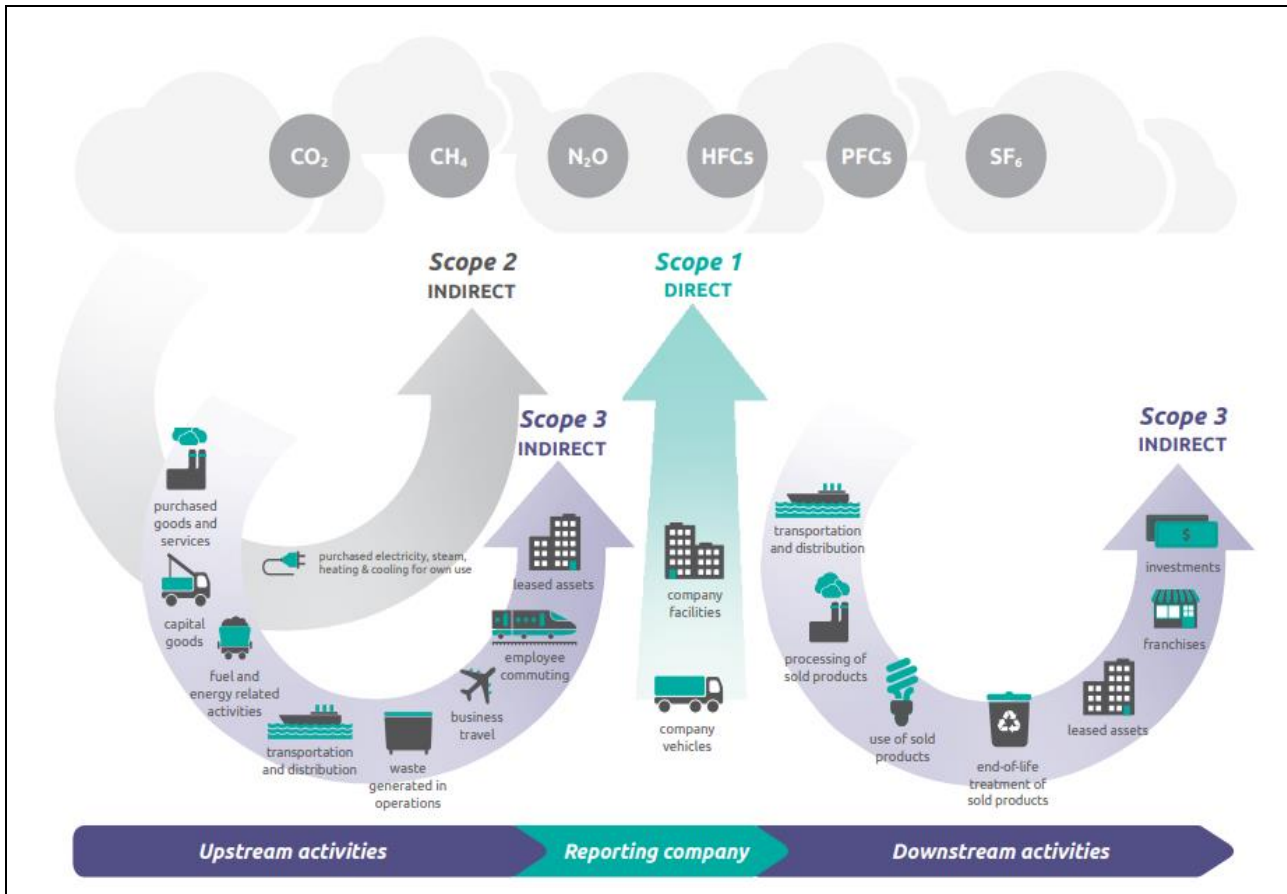 CO₂
CH₄
N₂O
HFCs
PFCs
SF₆
Scope 2
INDIRECT
Scope 1
DIRECT
Scope 3
INDIRECT
Scope 3
INDIRECT
purchased
goods and
services
capital
goods
fuel and
energy related
activities
transportation
and distribution
waste
generated in
operations
business
travel
employee
commuting
leased assets
purchased electricity, steam,
heating & cooling for own use
company
facilities
company
vehicles
transportation
and distribution
processing of
sold products
use of sold
products
end-of-life
treatment of
sold products
leased assets
franchises
$
investments
Upstream activities
Reporting company
Downstream activities